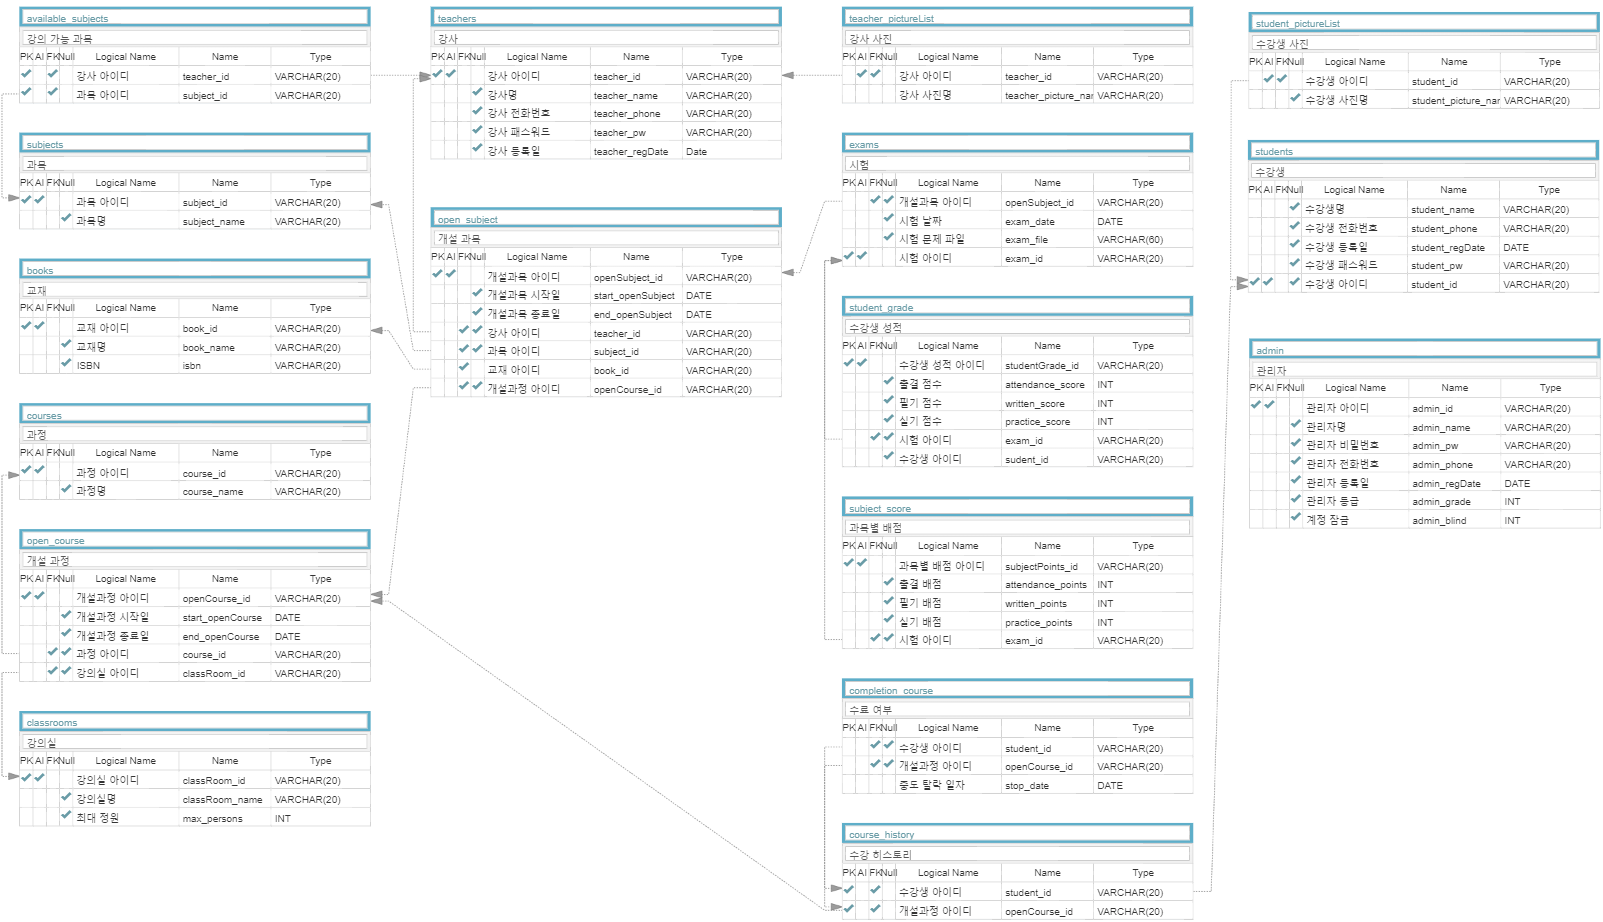 available_subjects
강의 가능 과목
PK AI FK Null Logical Name Name Type
강사 아이디 teacher_id VARCHAR(20)
과목 아이디 subject_id VARCHAR(20)
subjects
과목
PK AI FK Null Logical Name Name Type
과목 아이디 subject_id VARCHAR(20)
과목명 subject_name VARCHAR(20)
books
교재
PK AI FK Null Logical Name Name Type
교재 아이디 book_id VARCHAR(20)
교재명 book_name VARCHAR(20)
ISBN isbn VARCHAR(20)
courses
과정
PK AI FK Null Logical Name Name Type
과정 아이디 course_id VARCHAR(20)
과정명 course_name VARCHAR(20)
open_course
개설 과정
PK AI FK Null Logical Name Name Type
개설과정 아이디 openCourse_id VARCHAR(20)
개설과정 시작일 start_openCourse DATE
개설과정 종료일 end_openCourse DATE
과정 아이디 course_id VARCHAR(20)
강의실 아이디 classRoom_id VARCHAR(20)
classrooms
강의실
PK AI FK Null Logical Name Name Type
강의실 아이디 classRoom_id VARCHAR(20)
강의실명 classRoom_name VARCHAR(20)
최대 정원 max_persons INT
teachers
강사
PK AI FK Null Logical Name Name Type
강사 아이디 teacher_id VARCHAR(20)
강사명 teacher_name VARCHAR(20)
강사 전화번호 teacher_phone VARCHAR(20)
강사 패스워드 teacher_pw VARCHAR(20)
강사 등록일 teacher_regDate Date
open_subject
개설 과목
PK AI FK Null Logical Name Name Type
개설과목 아이디 openSubject_id VARCHAR(20)
개설과목 시작일 start_openSubject DATE
개설과목 종료일 end_openSubject DATE
강사 아이디 teacher_id VARCHAR(20)
과목 아이디 subject_id VARCHAR(20)
교재 아이디 book_id VARCHAR(20)
개설과정 아이디 openCourse_id VARCHAR(20)
teacher_pictureList
강사 사진
PK AI FK Null Logical Name Name Type
강사 아이디 teacher_id VARCHAR(20)
강사 사진명 teacher_picture_nar VARCHAR(20)
exams
시험
PK AI FK Null Logical Name Name Type
개설과목 아이디 openSubject_id VARCHAR(20)
시험 날짜 exam_date DATE
시험 문제 파일 exam_file VARCHAR(60)
시험 아이디 exam_id VARCHAR(20)
student_grade
수강생 성적
PK AI FK Null Logical Name Name Type
수강생 성적 아이디 studentGrade_id VARCHAR(20)
출결 점수 attendance_score INT
필기 점수 written_score INT
실기 점수 practice_score INT
시험 아이디 exam_id VARCHAR(20)
수강생 아이디 sudent_id VARCHAR(20)
subject_score
과목별 배점
PK AI FK Null Logical Name Name Type
과목별 배점 아이디 subjectPoints_id VARCHAR(20)
출결 배점 attendance_points INT
필기 배점 written_points INT
실기 배점 practice_points INT
시험 아이디 exam_id VARCHAR(20)
completion_course
수료 여부
PK AI FK Null Logical Name Name Type
수강생 아이디 student_id VARCHAR(20)
개설과정 아이디 openCourse_id VARCHAR(20)
중도 탈락 일자 stop_date DATE
course_history
수강 히스토리
PK AI FK Null Logical Name Name Type
수강생 아이디 student_id VARCHAR(20)
개설과정 아이디 openCourse_id VARCHAR(20)
student_pictureList
수강생 사진
PK AI FK Null Logical Name Name Type
수강생 아이디 student_id VARCHAR(20)
수강생 사진명 student_picture_nar VARCHAR(20)
students
수강생
PK AI FK Null Logical Name Name Type
수강생명 student_name VARCHAR(20)
수강생 전화번호 student_phone VARCHAR(20)
수강생 등록일 student_regDate DATE
수강생 패스워드 student_pw VARCHAR(20)
수강생 아이디 student_id VARCHAR(20)
admin
관리자
PK AI FK Null Logical Name Name Type
관리자 아이디 admin_id VARCHAR(20)
관리자명 admin_name VARCHAR(20)
관리자 비밀번호 admin_pw VARCHAR(20)
관리자 전화번호 admin_phone VARCHAR(20)
관리자 등록일 admin_regDate DATE
관리자 등급 admin_grade INT
계정 잠금 admin_blind INT